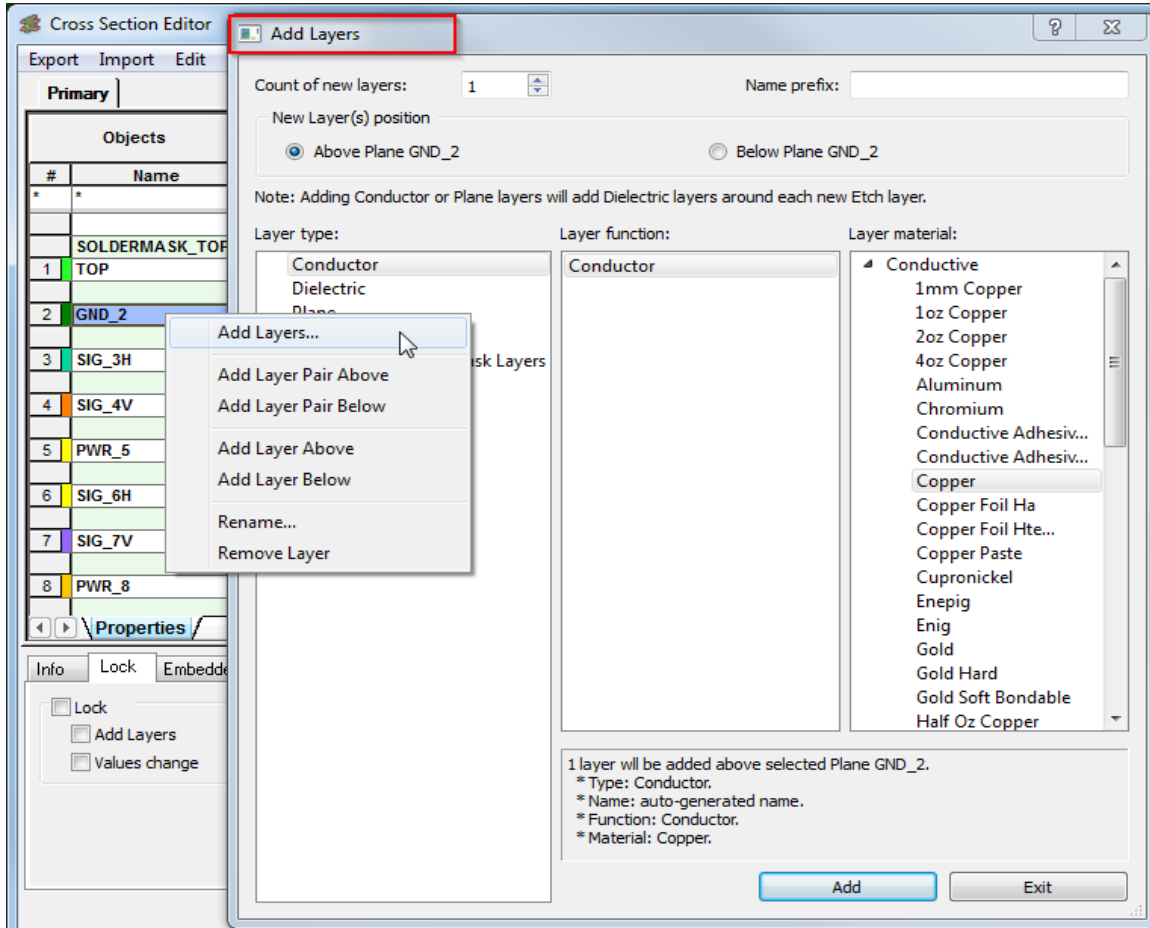 Cross Section Editor
Export Import Edit
Primary
Objects
# Name
* *
SOLDERMASK_TOP
1 TOP
2 GND_2
3 SIG_3H
4 SIG_4V
5 PWR_5
6 SIG_6H
7 SIG_7V
8 PWR_8
Properties
Info Lock Embedde
Lock
Add Layers
Values change
Add Layers...
Add Layer Pair Above
Add Layer Pair Below
Add Layer Above
Add Layer Below
Rename...
Remove Layer
Add Layers
Count of new layers: 1 Name prefix:
New Layer(s) position
Above Plane GND_2 Below Plane GND_2
Note: Adding Conductor or Plane layers will add Dielectric layers around each new Etch layer.
Layer type:
Conductor
Dielectric
Plane
sk Layers
Layer function:
Conductor
Layer material:
Conductive
1mm Copper
1oz Copper
2oz Copper
4oz Copper
Aluminum
Chromium
Conductive Adhesiv...
Conductive Adhesiv...
Copper
Copper Foil Ha
Copper Foil Hte...
Copper Paste
Cupronickel
Enepig
Enig
Gold
Gold Hard
Gold Soft Bondable
Half Oz Copper
1 layer wll be added above selected Plane GND_2.
* Type: Conductor.
* Name: auto-generated name.
* Function: Conductor.
* Material: Copper.
Add Exit